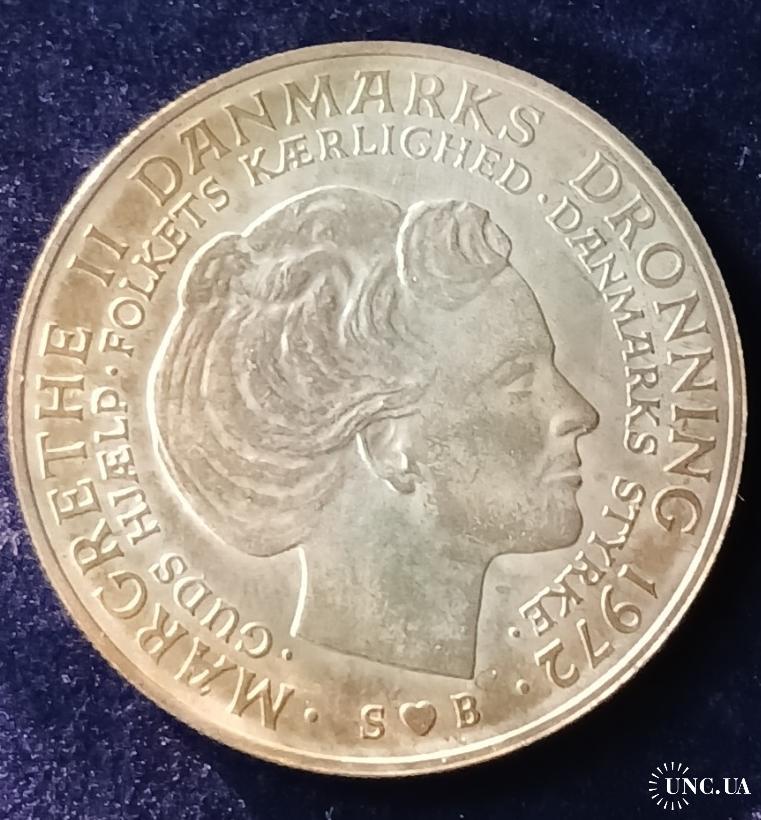 MARGRETHE II DANMARKS DRONNING 1972 ·
· GUDS HJÆLP · FOLKETS KÆRLIGHED · DANMARKS STYRKE ·
· S ♥ B
UNC.UA